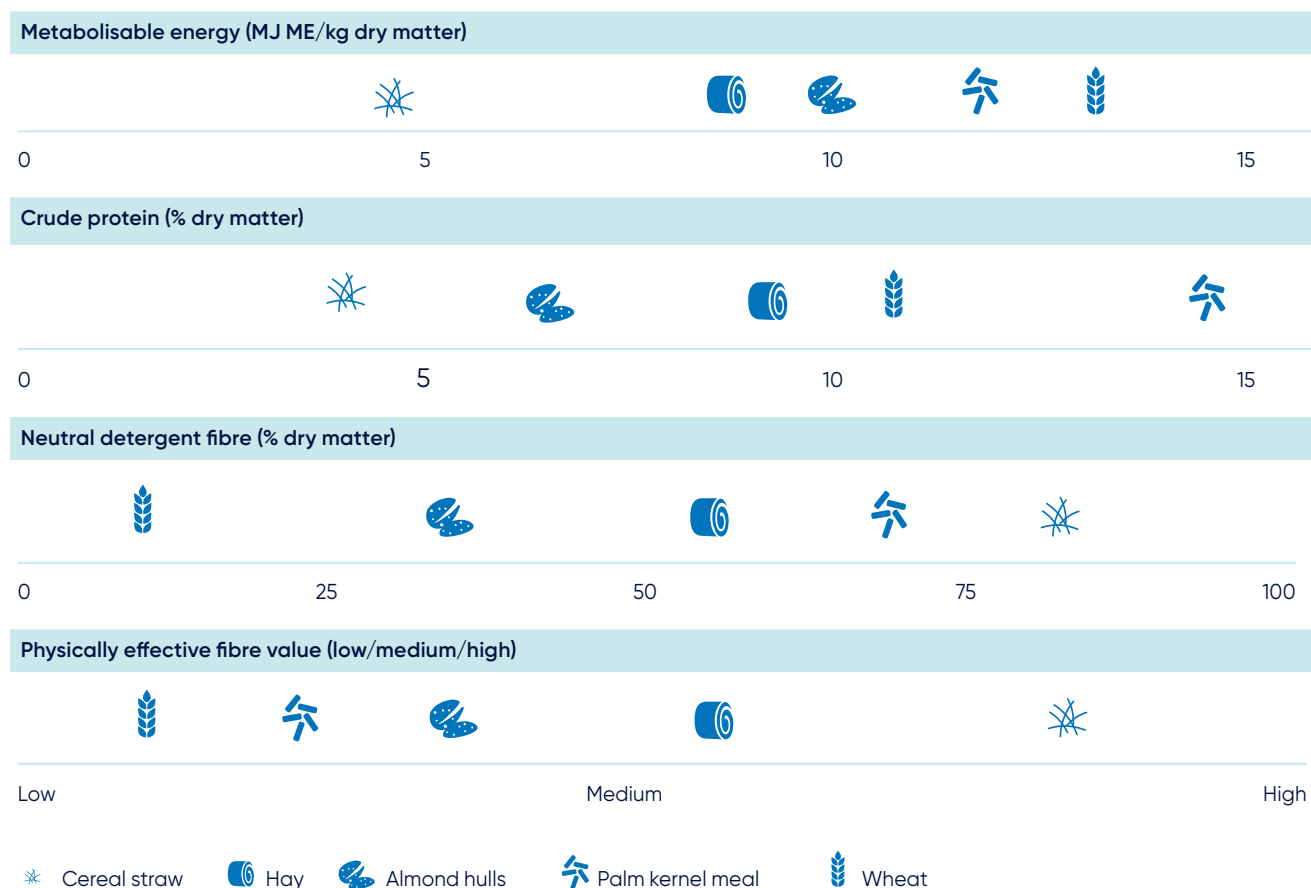 Metabolisable energy (MJ ME/kg dry matter)
0 5 10 15
Crude protein (% dry matter)
0 5 10 15
Neutral detergent fibre (% dry matter)
0 25 50 75 100
Physically effective fibre value (low/medium/high)
Low Medium High
Cereal straw Hay Almond hulls Palm kernel meal Wheat